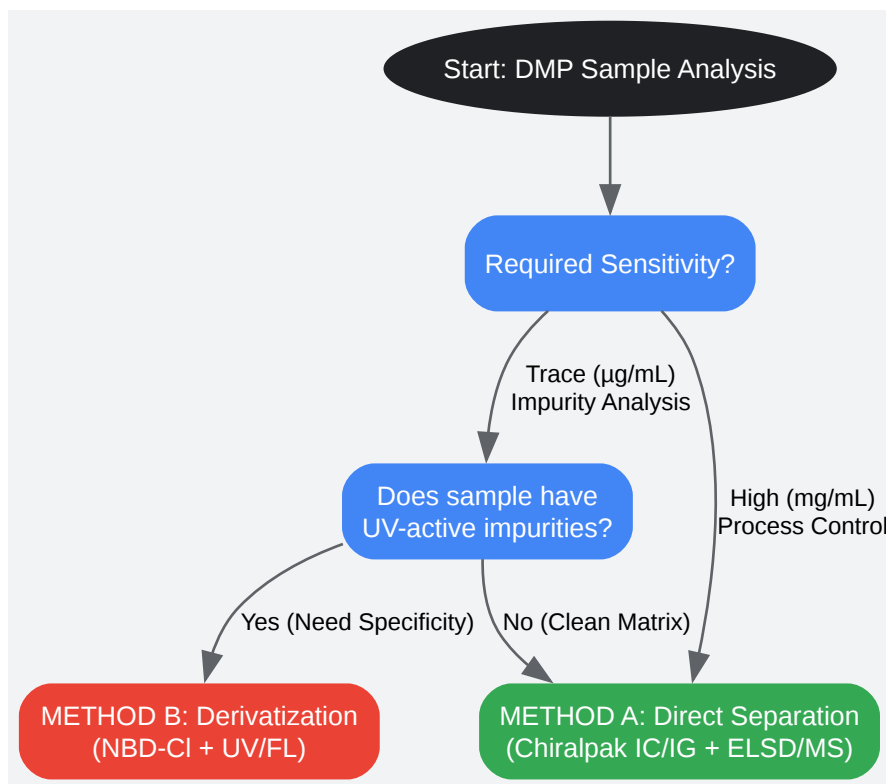 Start: DMP Sample Analysis
Required Sensitivity?
Trace (µg/mL)
Impurity Analysis
Does sample have
UV-active impurities?
High (mg/mL)
Process Control
Yes (Need Specificity)
No (Clean Matrix)
METHOD B: Derivatization
(NBD-Cl + UV/FL)
METHOD A: Direct Separation
(Chiralpak IC/IG + ELSD/MS)